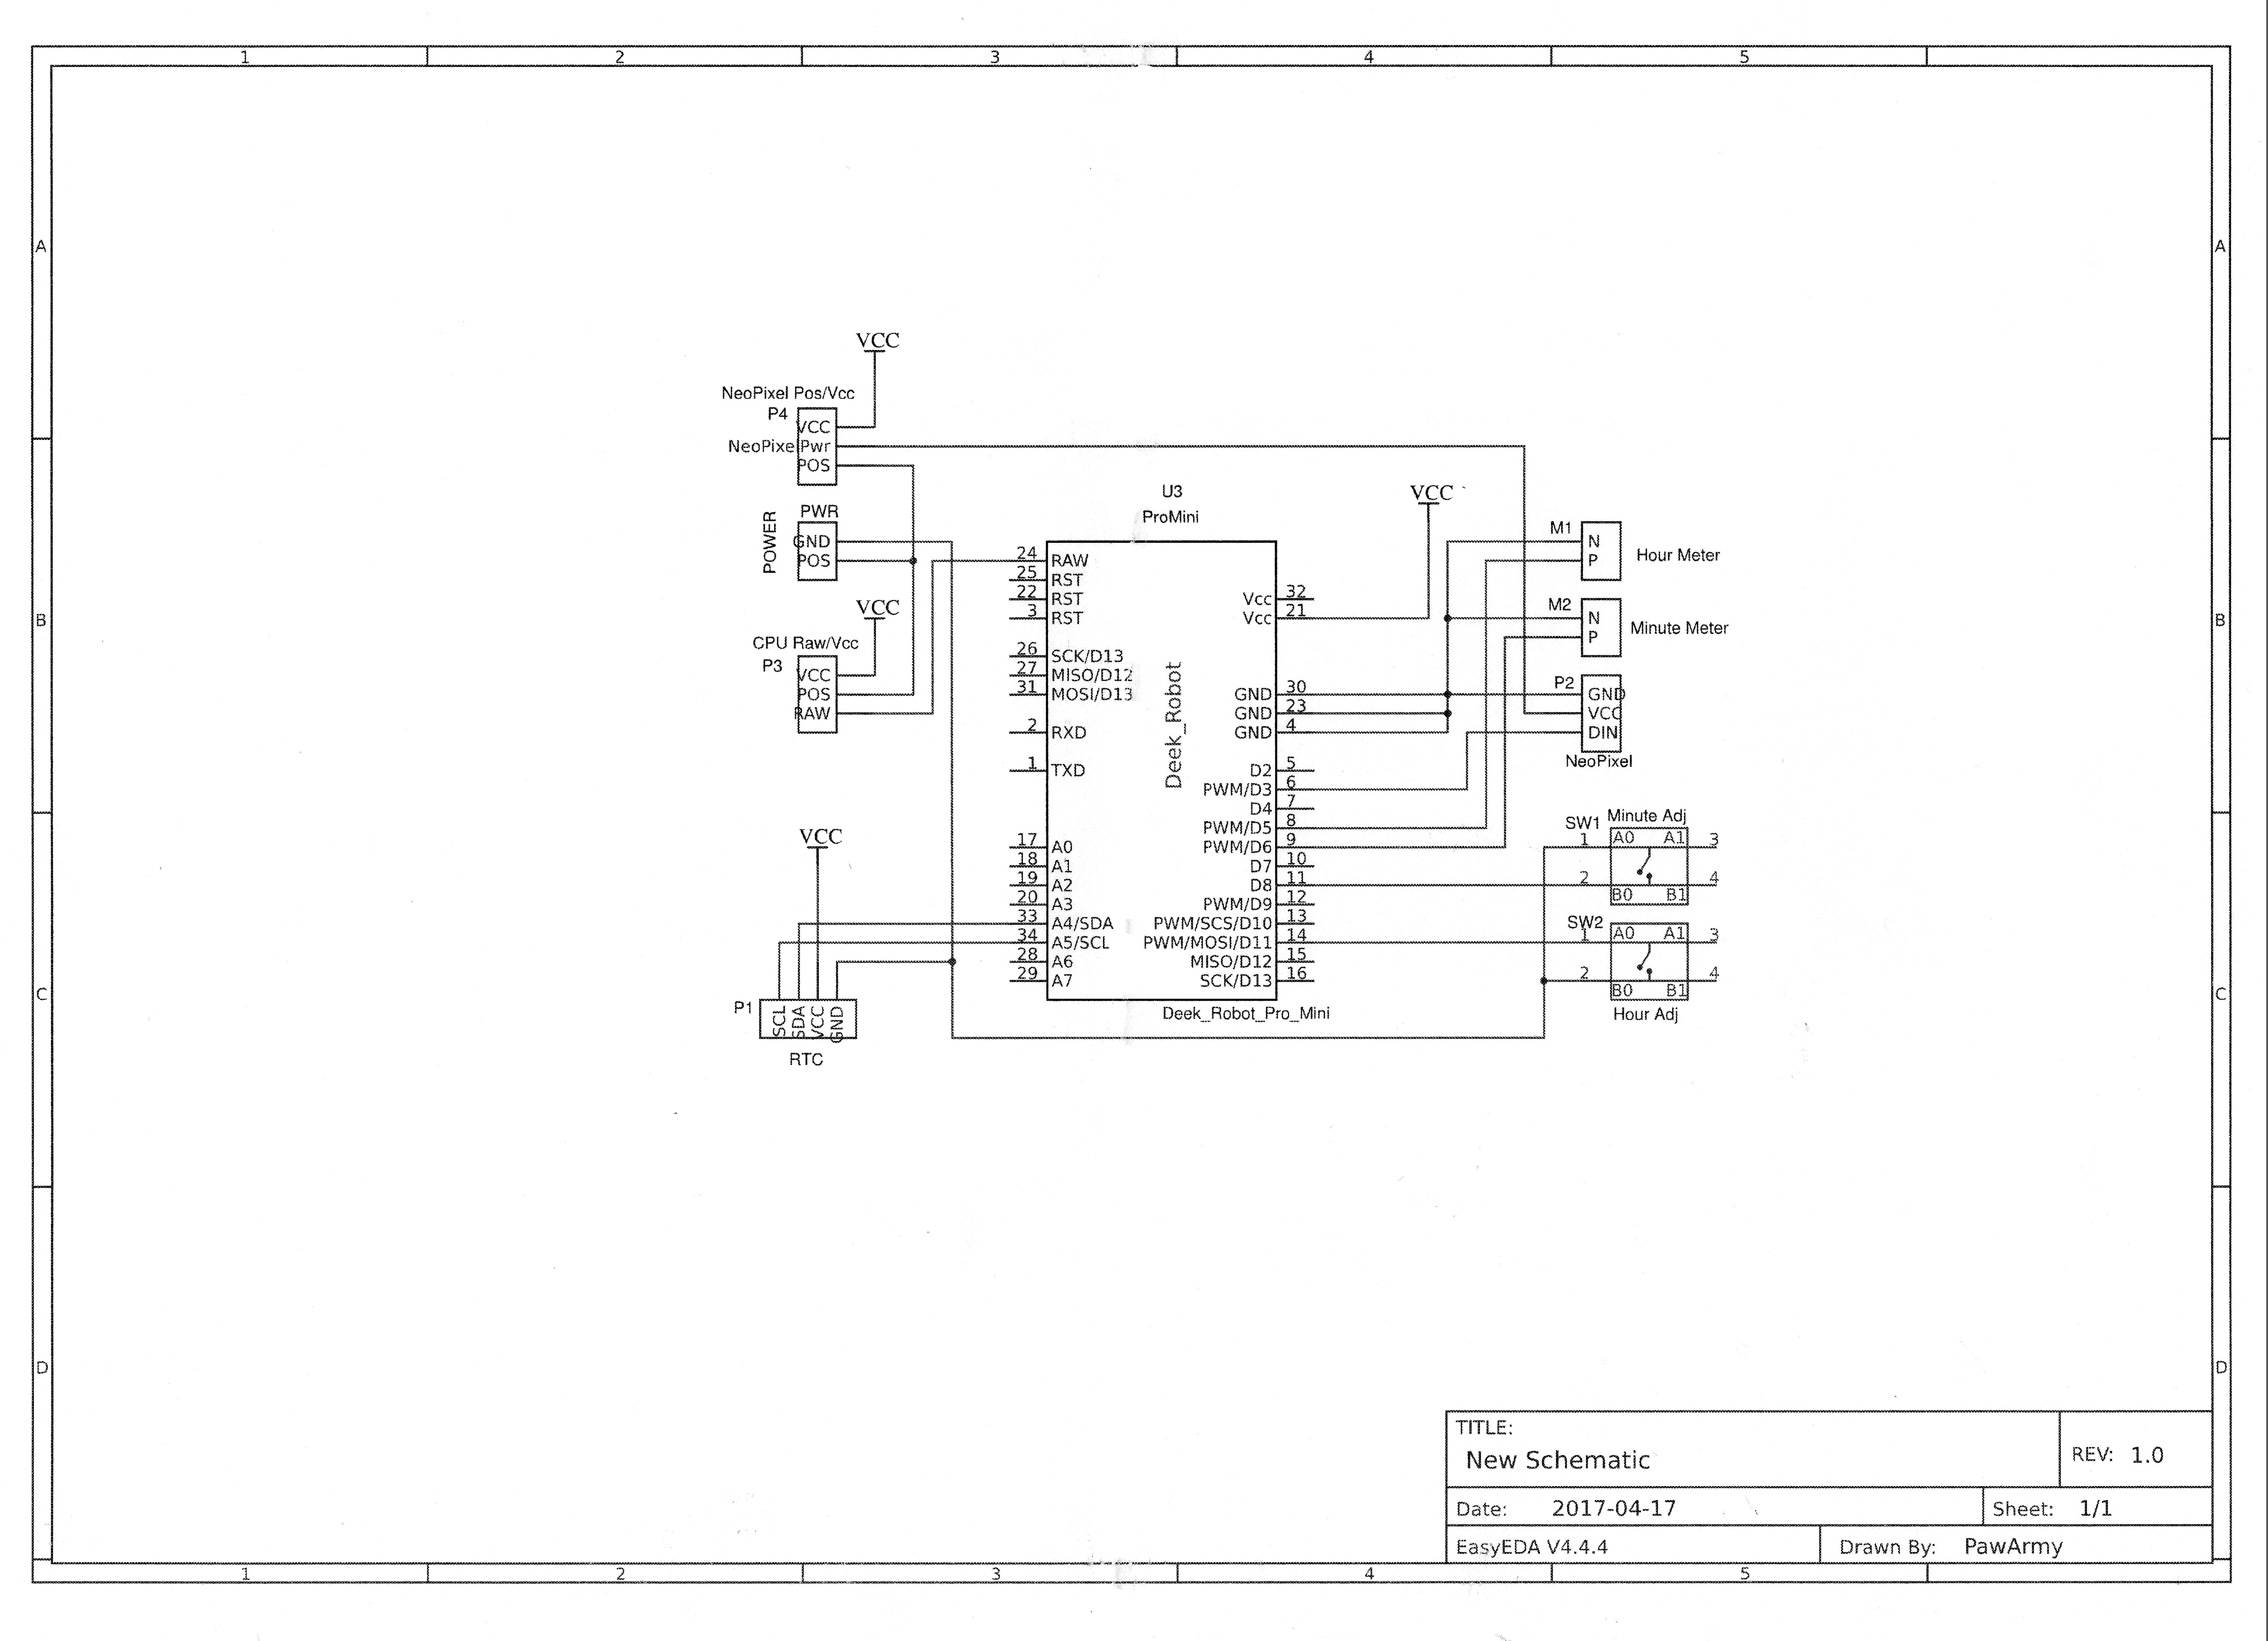 1 2 3 4 5
A A
VCC
NeoPixel Pos/Vcc
P4
VCC
NeoPixel Pwr
POS
POWER
PWR
GND
POS
VCC
CPU Raw/Vcc
P3
VCC
POS
RAW
U3
ProMini
24 RAW
25 RST
22 RST
3 RST
26 SCK/D13
27 MISO/D12
31 MOSI/D13
2 RXD
1 TXD
17 A0
18 A1
19 A2
20 A3
33 A4/SDA
34 A5/SCL
28 A6
29 A7
Deek_Robot
Vcc 32
Vcc 21
GND 30
GND 23
GND 4
D2 5
PWM/D3 6
D4 7
PWM/D5 8
PWM/D6 9
D7 10
D8 11
PWM/D9 12
PWM/SCS/D10 13
PWM/MOSI/D11 14
MISO/D12 15
SCK/D13 16
Deek_Robot_Pro_Mini
VCC
M1
N
P
Hour Meter
M2
N
P
Minute Meter
P2
GND
VCC
DIN
NeoPixel
SW1 Minute Adj
1 A0 A1 3
2 4
B0 B1
SW2
1 A0 A1 3
2 4
B0 B1
Hour Adj
VCC
P1
SCL
SDA
VCC
GND
RTC
B B
C C
D D
TITLE:
New Schematic
REV: 1.0
Date: 2017-04-17
Sheet: 1/1
EasyEDA V4.4.4
Drawn By: PawArmy
1 2 3 4 5